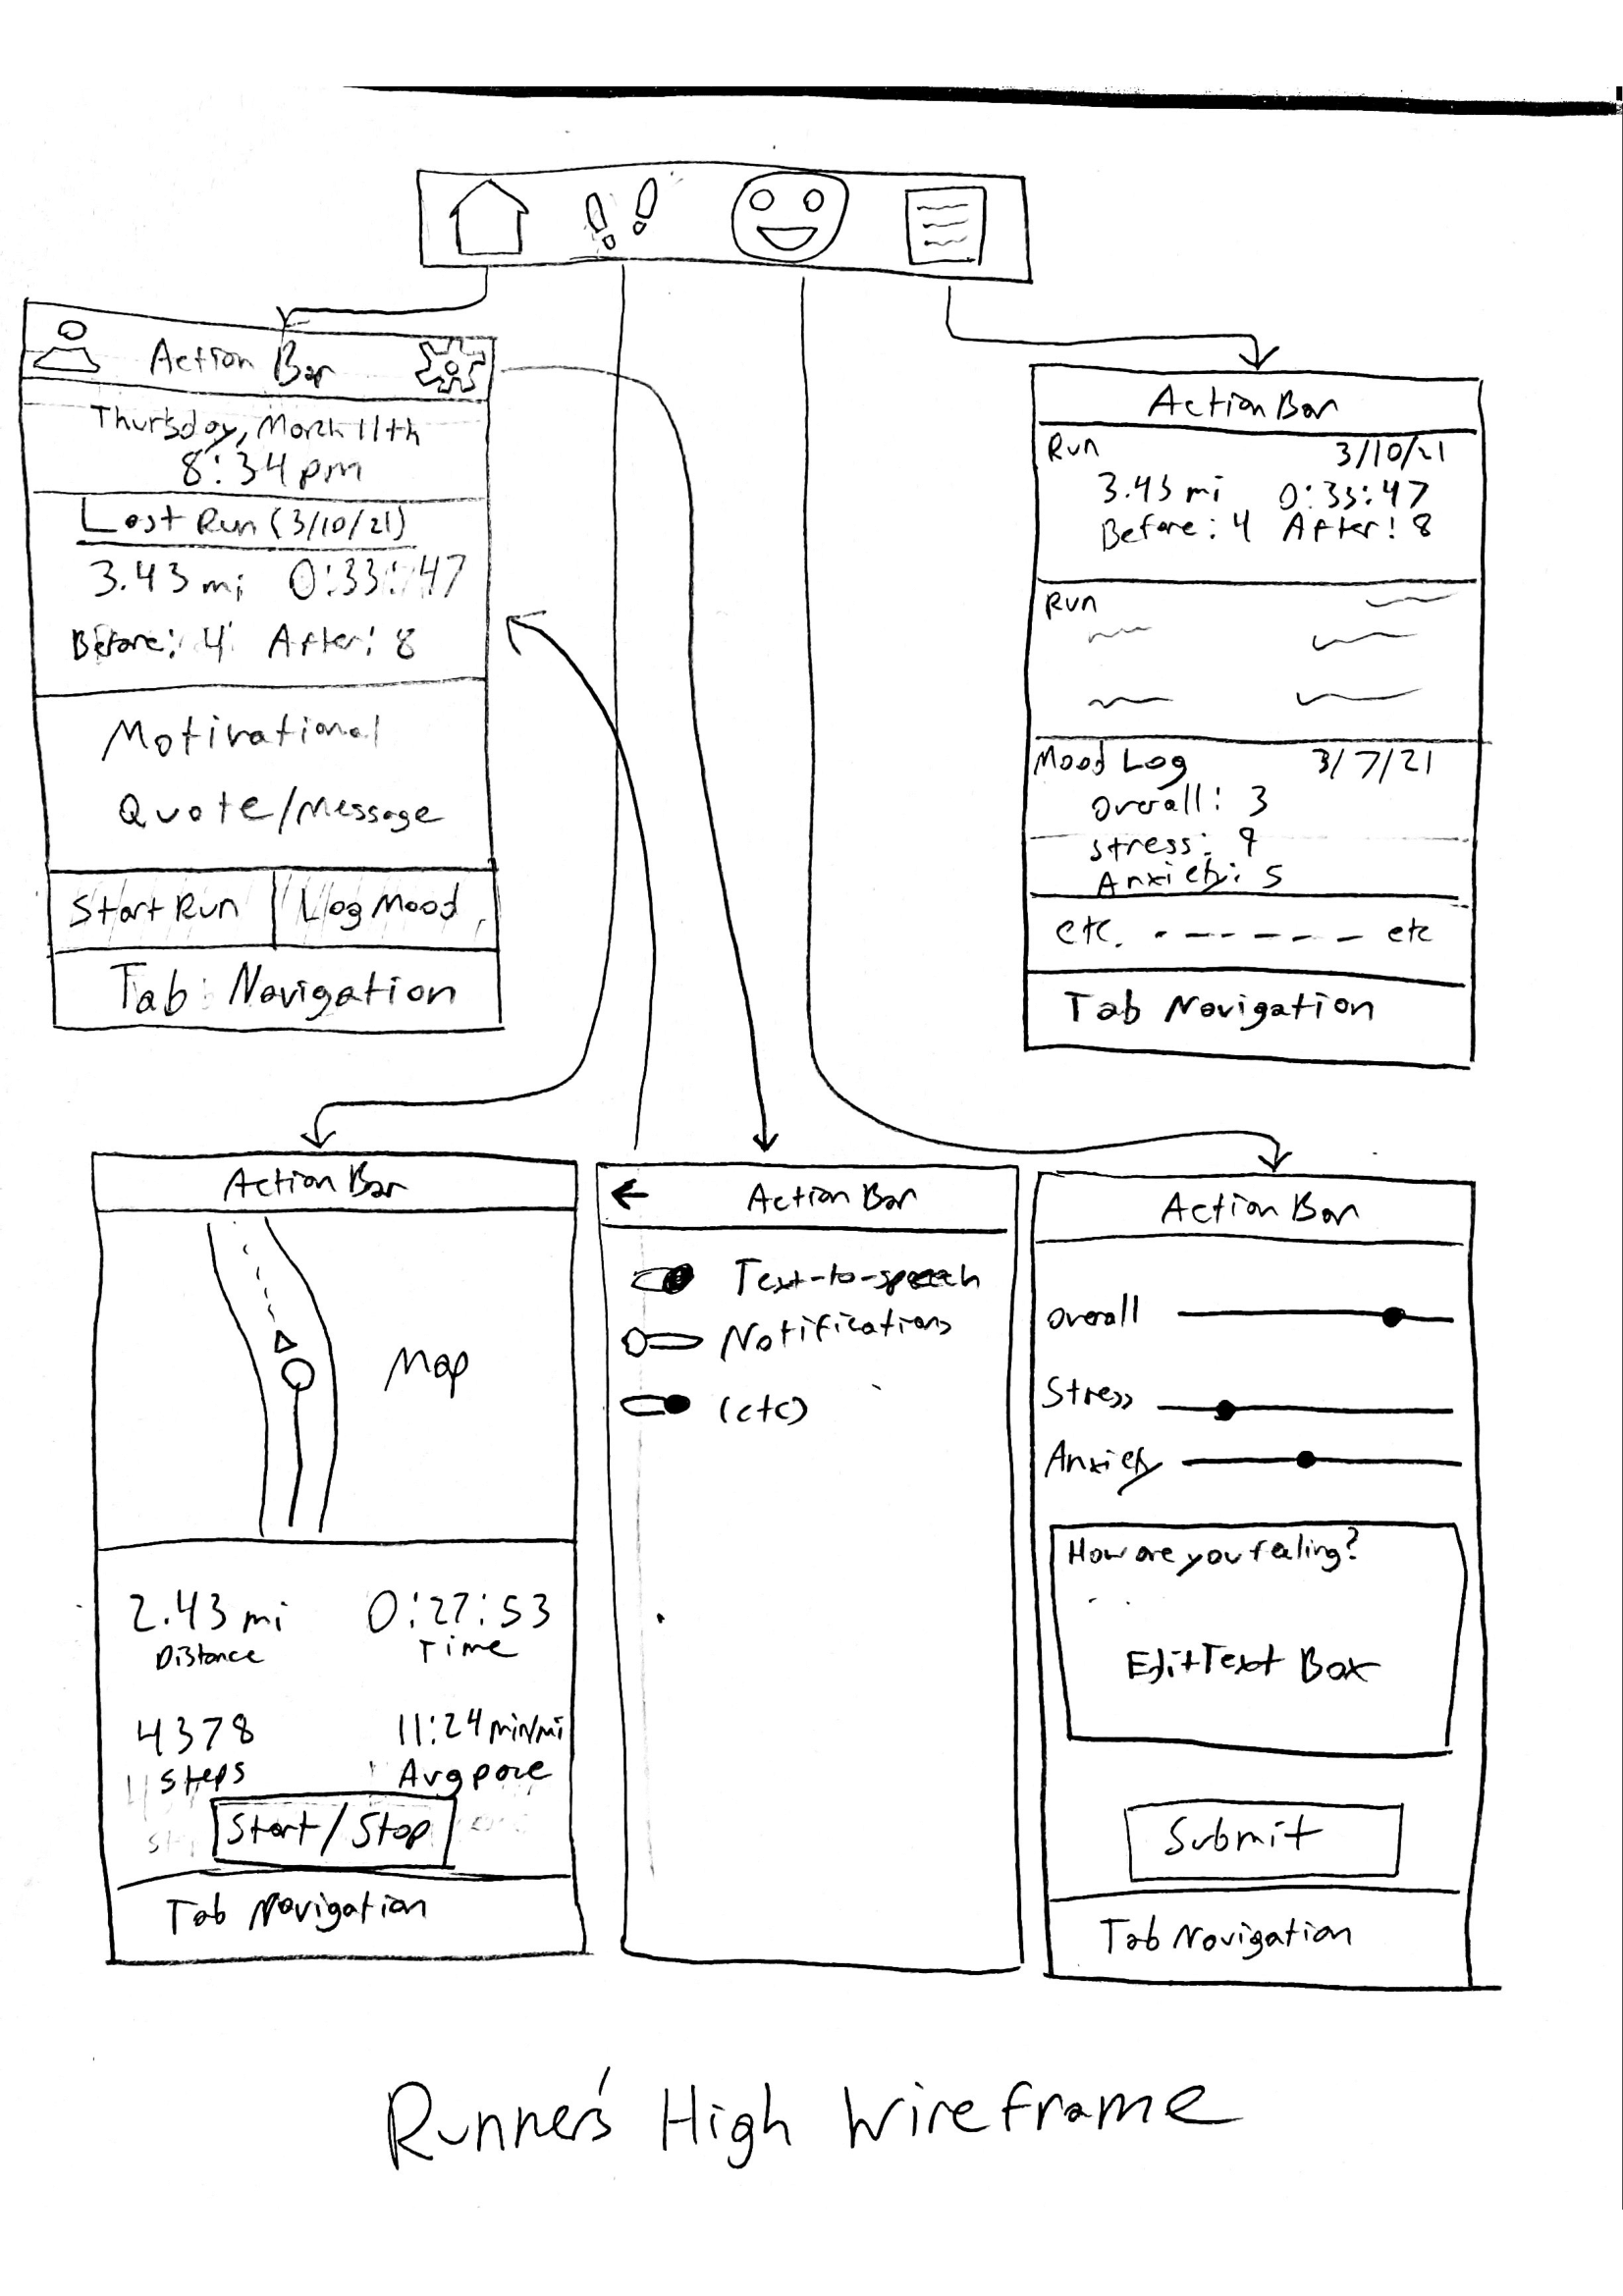 Action Bar
Thursday, March 11th
8:34 pm
Last Run (3/10/21)
3.43 mi 0:33:47
Before: 4 After: 8
Motivational
Quote/Message
Start Run Log Mood
Tab Navigation
Action Bar
Run 3/10/21
3.43 mi 0:33:47
Before: 4 After: 8
Run
Mood Log 3/7/21
Overall: 3
Stress: 9
Anxiety: 5
etc. - - - - - - etc
Tab Navigation
Action Bar
Map
2.43 mi 0:27:53
Distance Time
4378 11:24 min/mi
Steps Avg pace
Start/Stop
Tab Navigation
Action Bar
Text-to-speech
Notifications
(etc)
Action Bar
Overall
Stress
Anxiety
How are you feeling?
EditText Box
Submit
Tab Navigation
Runner's High Wireframe